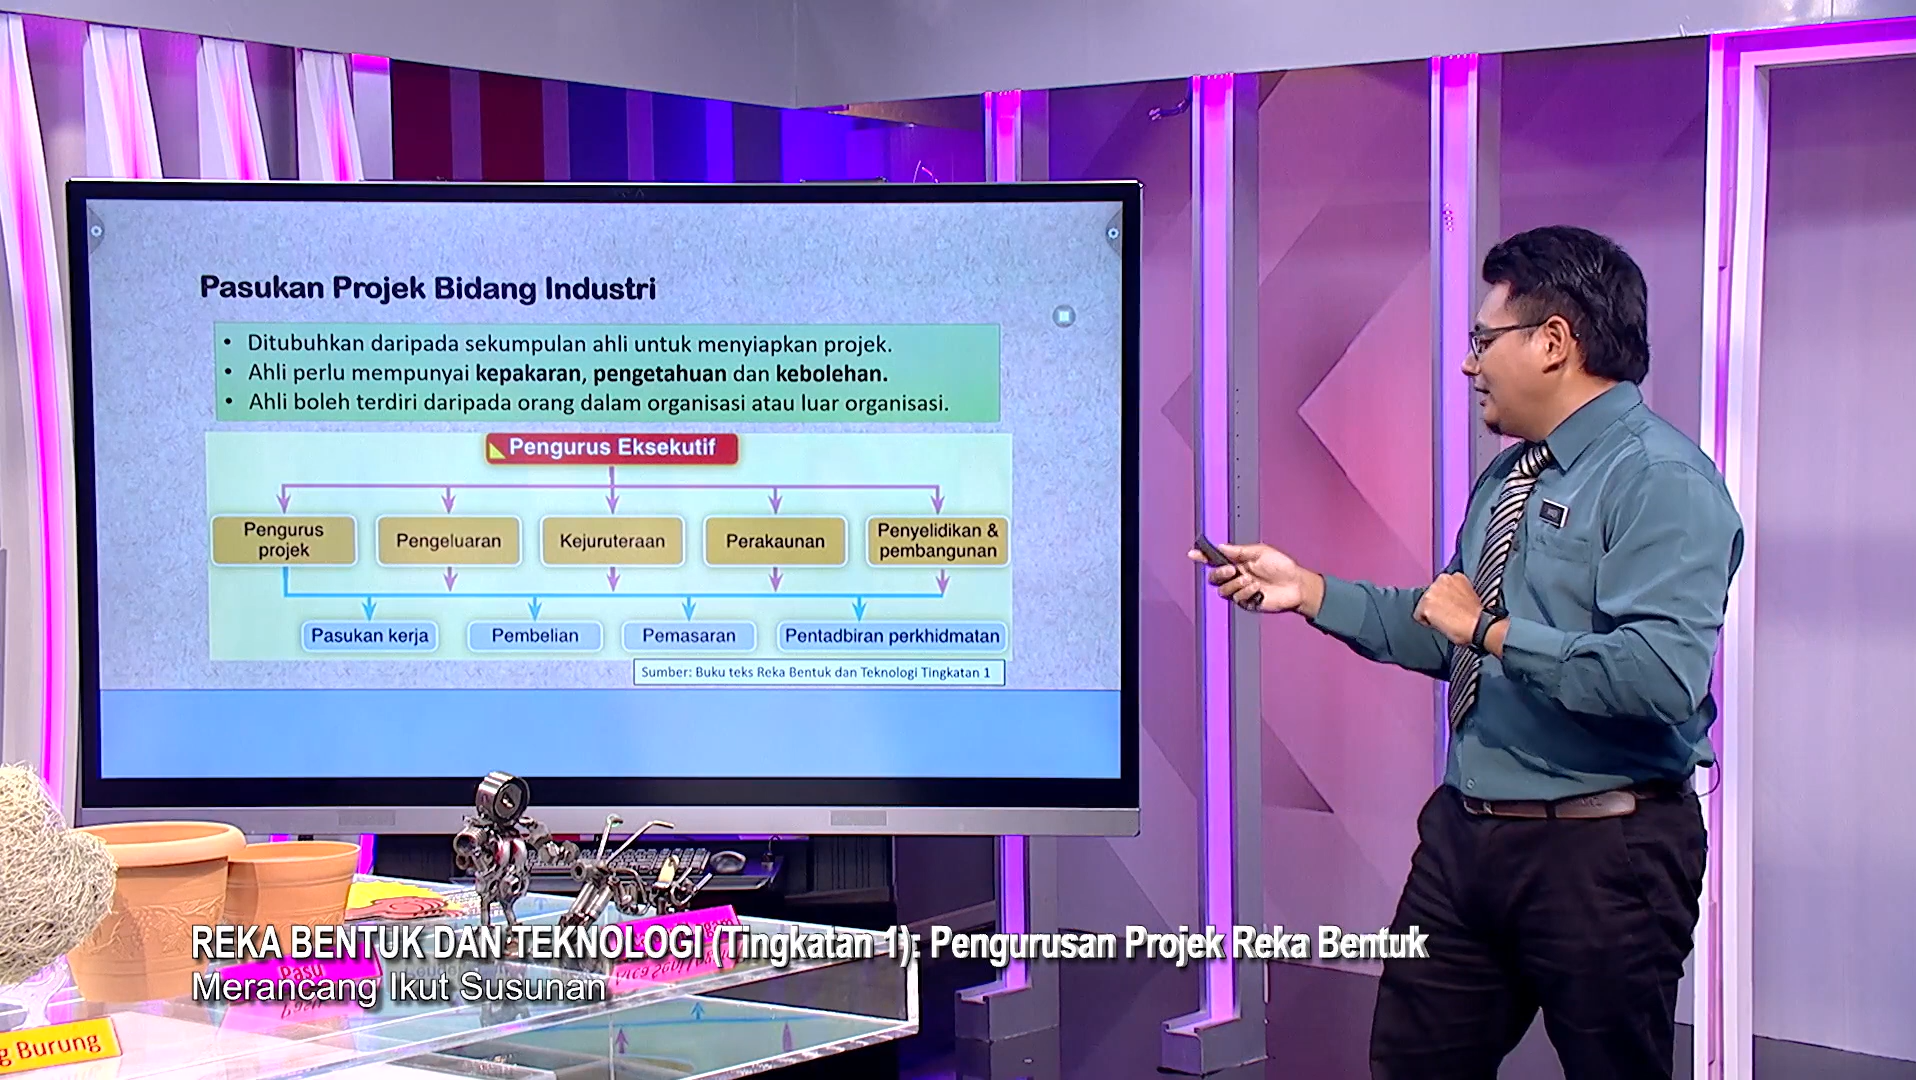 Pasukan Projek Bidang Industri
• Ditubuhkan daripada sekumpulan ahli untuk menyiapkan projek.
• Ahli perlu mempunyai kepakaran, pengetahuan dan kebolehan.
• Ahli boleh terdiri daripada orang dalam organisasi atau luar organisasi.
Pengurus Eksekutif
Pengurus projek
Pengeluaran
Kejuruteraan
Perakaunan
Penyelidikan & pembangunan
Pasukan kerja
Pembelian
Pemasaran
Pentadbiran perkhidmatan
Sumber: Buku teks Reka Bentuk dan Teknologi Tingkatan 1
REKA BENTUK DAN TEKNOLOGI (Tingkatan 1): Pengurusan Projek Reka Bentuk
Merancang Ikut Susunan
Pasu
g Burung